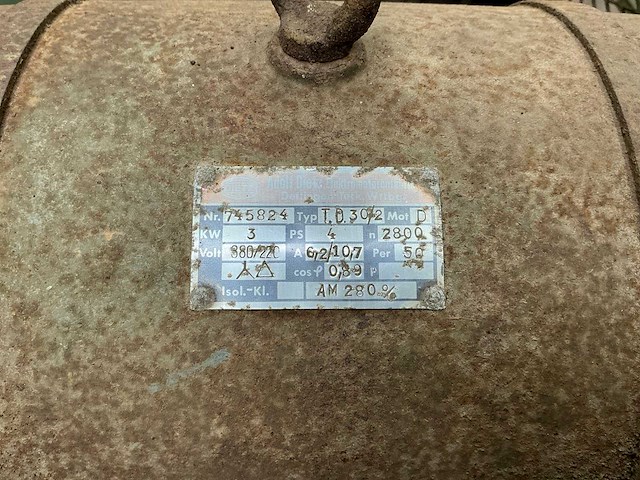 Nr. 745824 Typ T.D.30/2 Mot D
KW 3 PS 4 n 2800
Volt 380/220 A 6,2/10,7 Per 50
cos φ 0,89 P
Isol.-Kl. AM 280 %